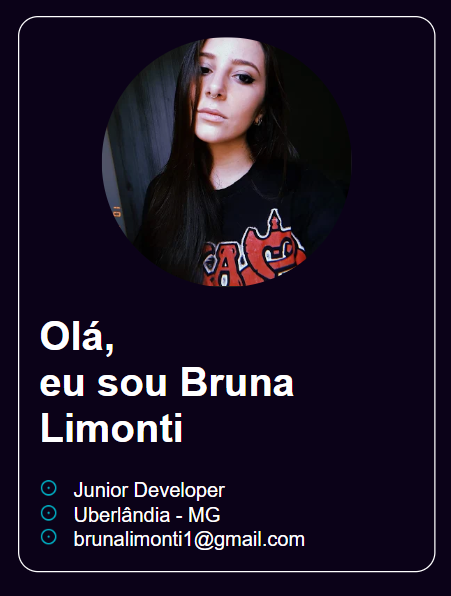 Olá,
eu sou Bruna
Limonti
Junior Developer
Uberlândia - MG
brunalimonti1@gmail.com